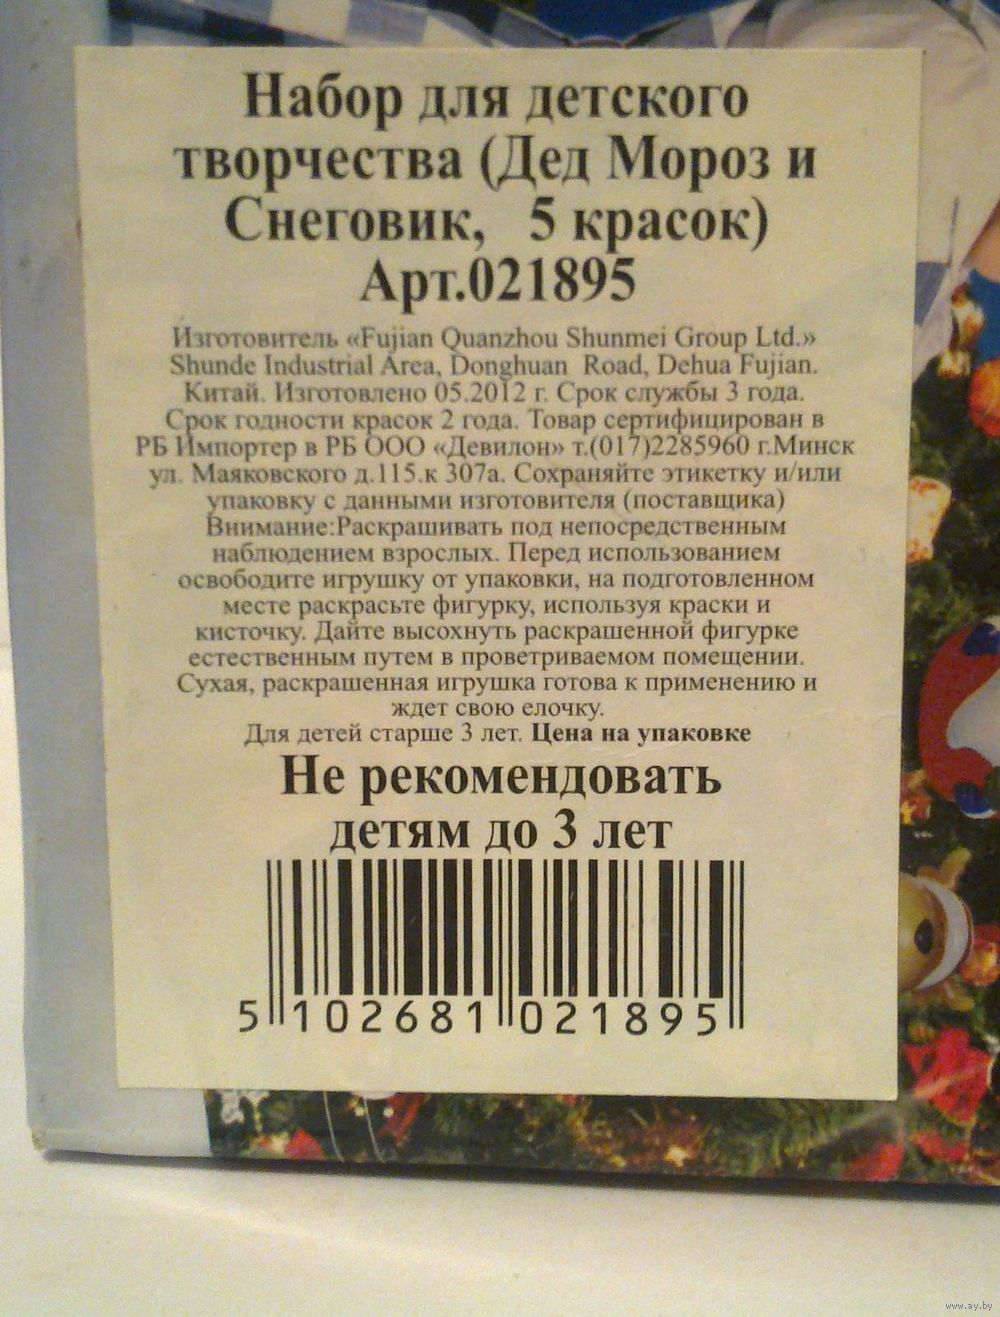 Набор для детского
творчества (Дед Мороз и
Снеговик, 5 красок)
Арт.021895
Изготовитель «Fujian Quanzhou Shunmei Group Ltd.»
Shunde Industrial Area, Donghuan Road, Dehua Fujian.
Китай. Изготовлено 05.2012 г. Срок службы 3 года.
Срок годности красок 2 года. Товар сертифицирован в
РБ Импортер в РБ ООО «Девилон» т.(017)2285960 г.Минск
ул. Маяковского д.115.к 307а. Сохраняйте этикетку и/или
упаковку с данными изготовителя (поставщика)
Внимание:Раскрашивать под непосредственным
наблюдением взрослых. Перед использованием
освободите игрушку от упаковки, на подготовленном
месте раскрасьте фигурку, используя краски и
кисточку. Дайте высохнуть раскрашенной фигурке
естественным путем в проветриваемом помещении.
Сухая, раскрашенная игрушка готова к применению и
ждет свою елочку.
Для детей старше 3 лет. Цена на упаковке
Не рекомендовать
детям до 3 лет
5 102681 021895
www.ay.by